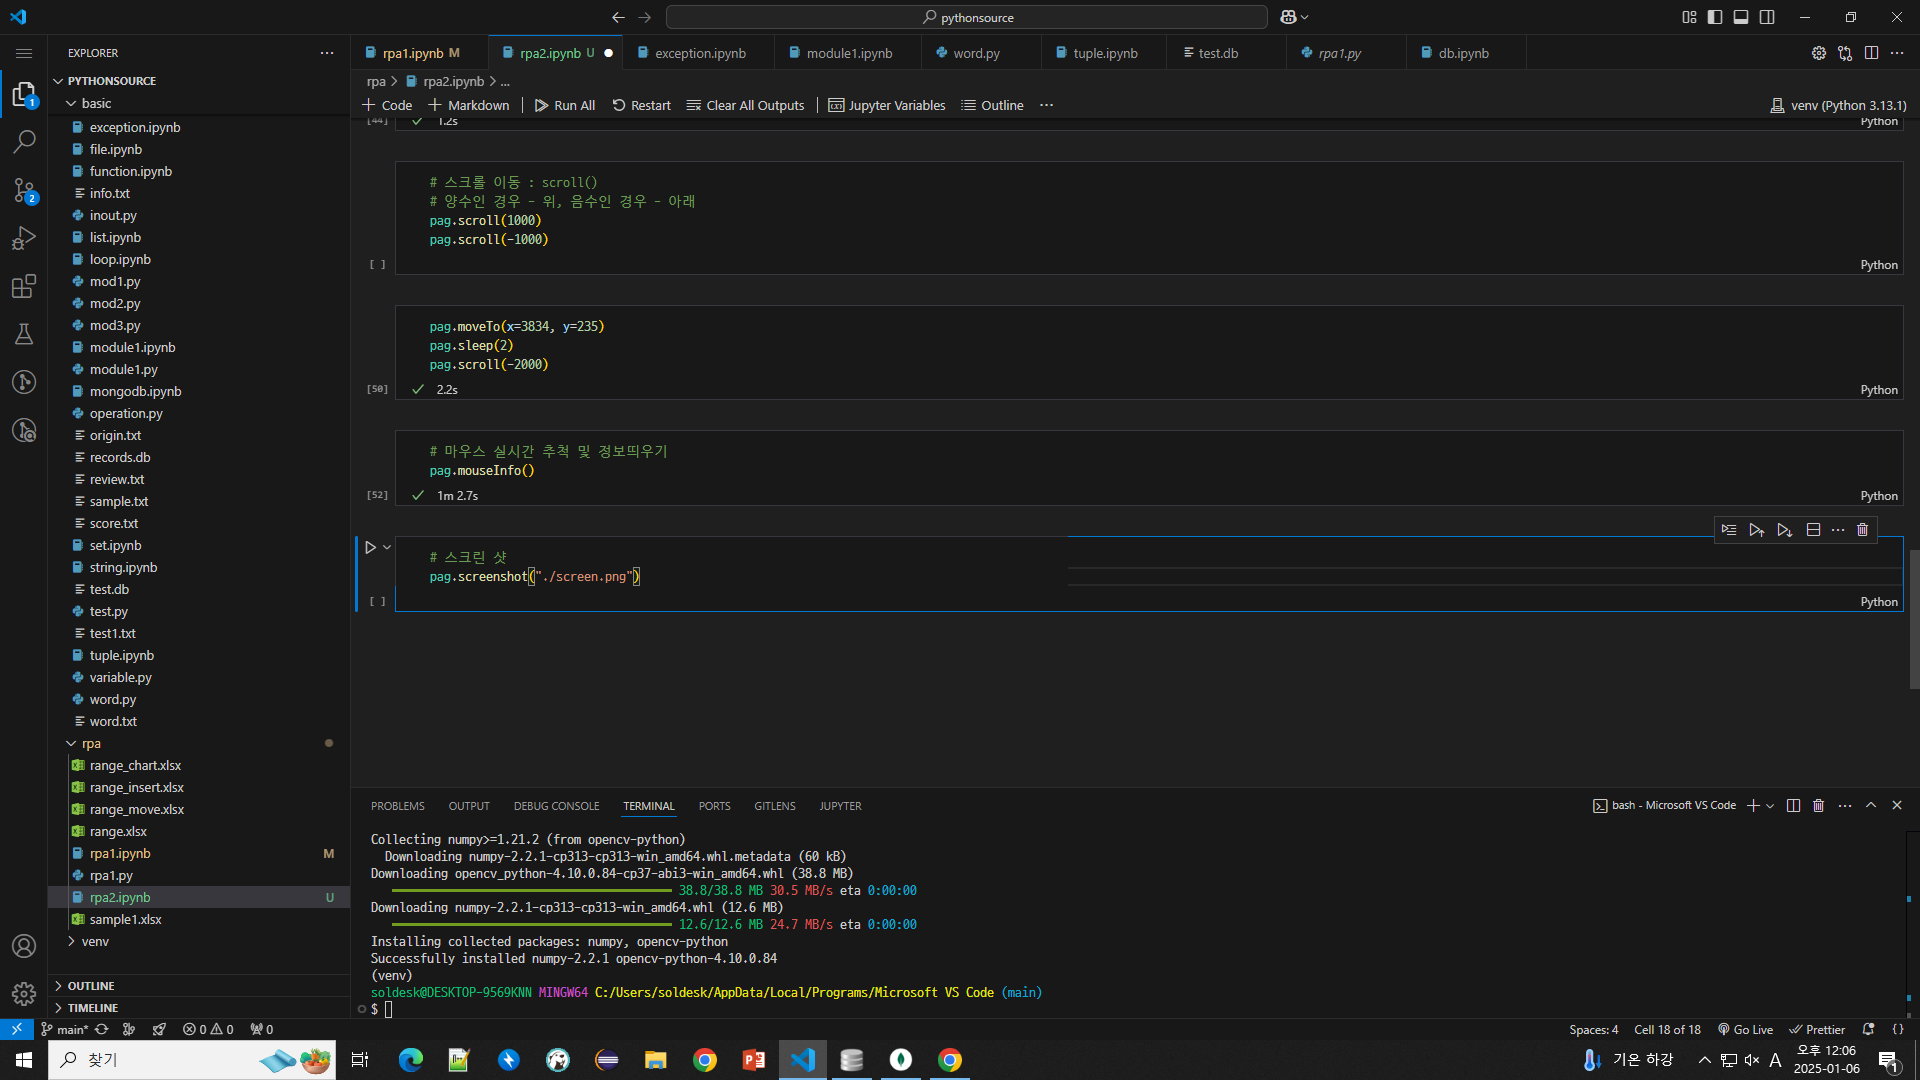 pythonsource
EXPLORER
PYTHONSOURCE
basic
exception.ipynb
file.ipynb
function.ipynb
info.txt
inout.py
list.ipynb
loop.ipynb
mod1.py
mod2.py
mod3.py
module1.ipynb
module1.py
mongodb.ipynb
operation.py
origin.txt
records.db
review.txt
sample.txt
score.txt
set.ipynb
string.ipynb
test.db
test.py
test1.txt
tuple.ipynb
variable.py
word.py
word.txt
rpa
range_chart.xlsx
range_insert.xlsx
range_move.xlsx
range.xlsx
rpa1.ipynb M
rpa1.py
rpa2.ipynb U
sample1.xlsx
venv
OUTLINE
TIMELINE
1
2
rpa1.ipynb M rpa2.ipynb U exception.ipynb module1.ipynb word.py tuple.ipynb test.db rpa1.py db.ipynb
rpa > rpa2.ipynb > ...
Code Markdown Run All Restart Clear All Outputs Jupyter Variables Outline ... venv (Python 3.13.1)
[44] 1.2s Python
# 스크롤 이동 : scroll()
# 양수인 경우 - 위, 음수인 경우 - 아래
pag.scroll(1000)
pag.scroll(-1000)
[ ] Python
pag.moveTo(x=3834, y=235)
pag.sleep(2)
pag.scroll(-2000)
[50] 2.2s Python
# 마우스 실시간 추척 및 정보띄우기
pag.mouseInfo()
[52] 1m 2.7s Python
# 스크린 샷
pag.screenshot("./screen.png")
[ ] Python
PROBLEMS OUTPUT DEBUG CONSOLE TERMINAL PORTS GITLENS JUPYTER bash - Microsoft VS Code
Collecting numpy>=1.21.2 (from opencv-python)
Downloading numpy-2.2.1-cp313-cp313-win_amd64.whl.metadata (60 kB)
Downloading opencv_python-4.10.0.84-cp37-abi3-win_amd64.whl (38.8 MB)
38.8/38.8 MB 30.5 MB/s eta 0:00:00
Downloading numpy-2.2.1-cp313-cp313-win_amd64.whl (12.6 MB)
12.6/12.6 MB 24.7 MB/s eta 0:00:00
Installing collected packages: numpy, opencv-python
Successfully installed numpy-2.2.1 opencv-python-4.10.0.84
(venv)
soldesk@DESKTOP-9569KNN MINGW64 C:/Users/soldesk/AppData/Local/Programs/Microsoft VS Code (main)
$
main* 0 0 0 Spaces: 4 Cell 18 of 18 Go Live Prettier {}
찾기 기온 하강 A 오후 12:06
2025-01-06 1